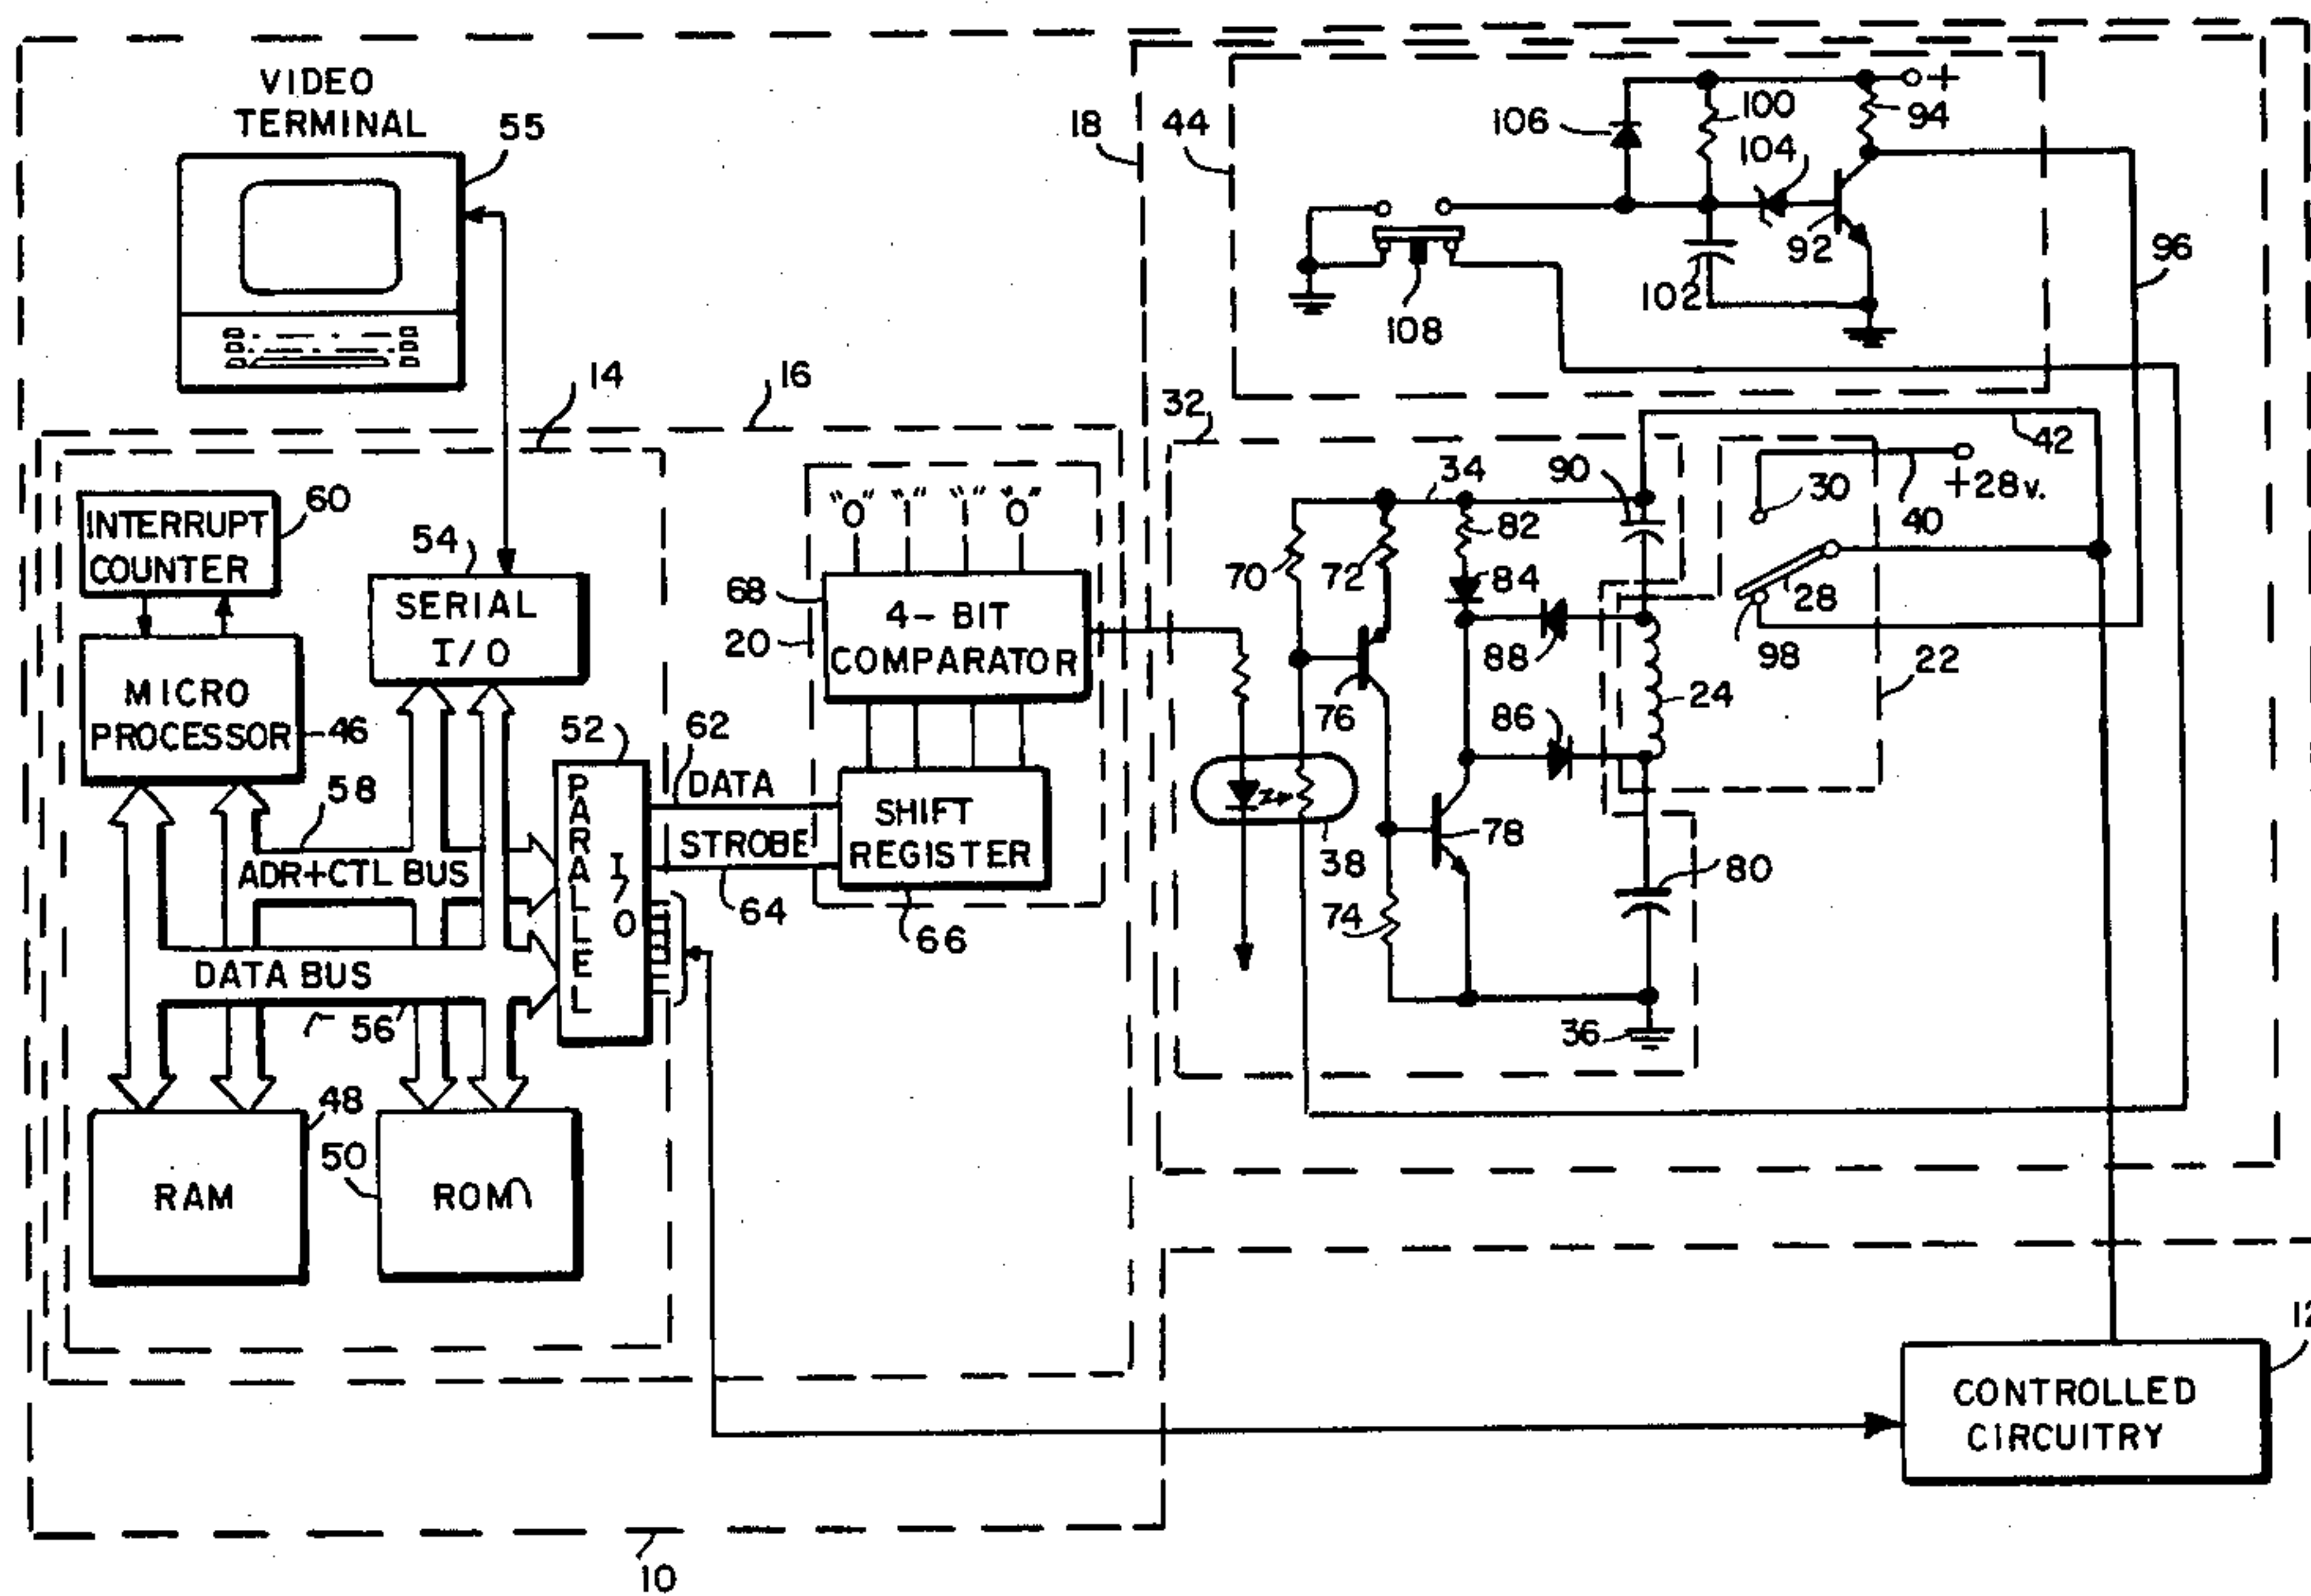 VIDEO
TERMINAL
55
18
44
106
100
+
94
104
92
102
108
96
14
16
32
42
60
INTERRUPT
COUNTER
54
SERIAL
I/O
"0" "1" "1" "0"
68
20
4-BIT
COMPARATOR
34
90
30
+28v.
40
70
72
82
84
28
98
22
88
76
24
86
MICRO
PROCESSOR
46
58
52
62
DATA
PARALLEL
I/O
STROBE
64
SHIFT
REGISTER
66
38
78
80
74
ADR+CTL BUS
DATA BUS
56
36
48
50
RAM
ROM
12
CONTROLLED
CIRCUITRY
10